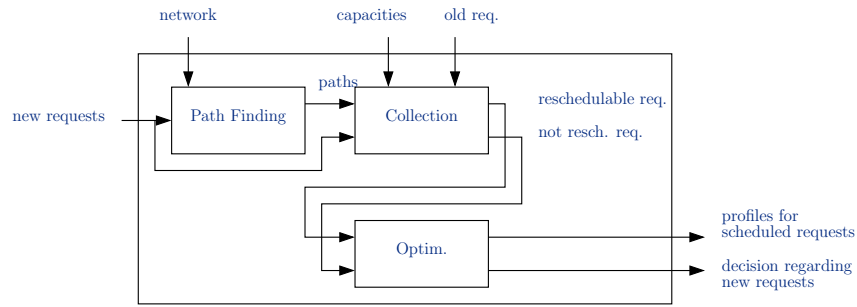 network
capacities
old req.
paths
new requests
Path Finding
Collection
reschedulable req.
not resch. req.
Optim.
profiles for
scheduled requests
decision regarding
new requests